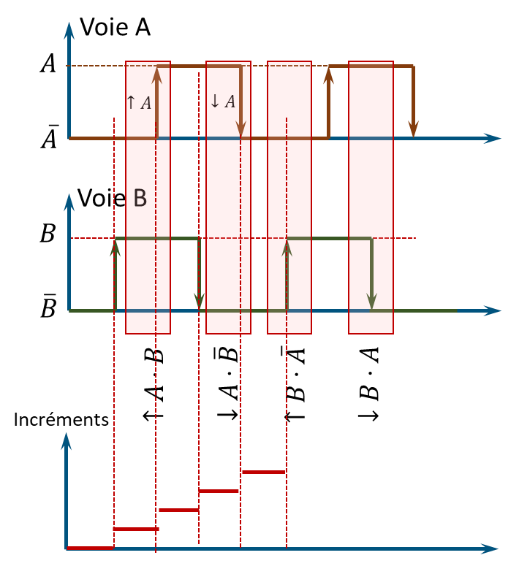 Voie A
A
↑ A
↓ A
Ā
Voie B
B
B̄
↑ A · B
↓ A · B̄
↑ B · Ā
↓ B · A
Incréments